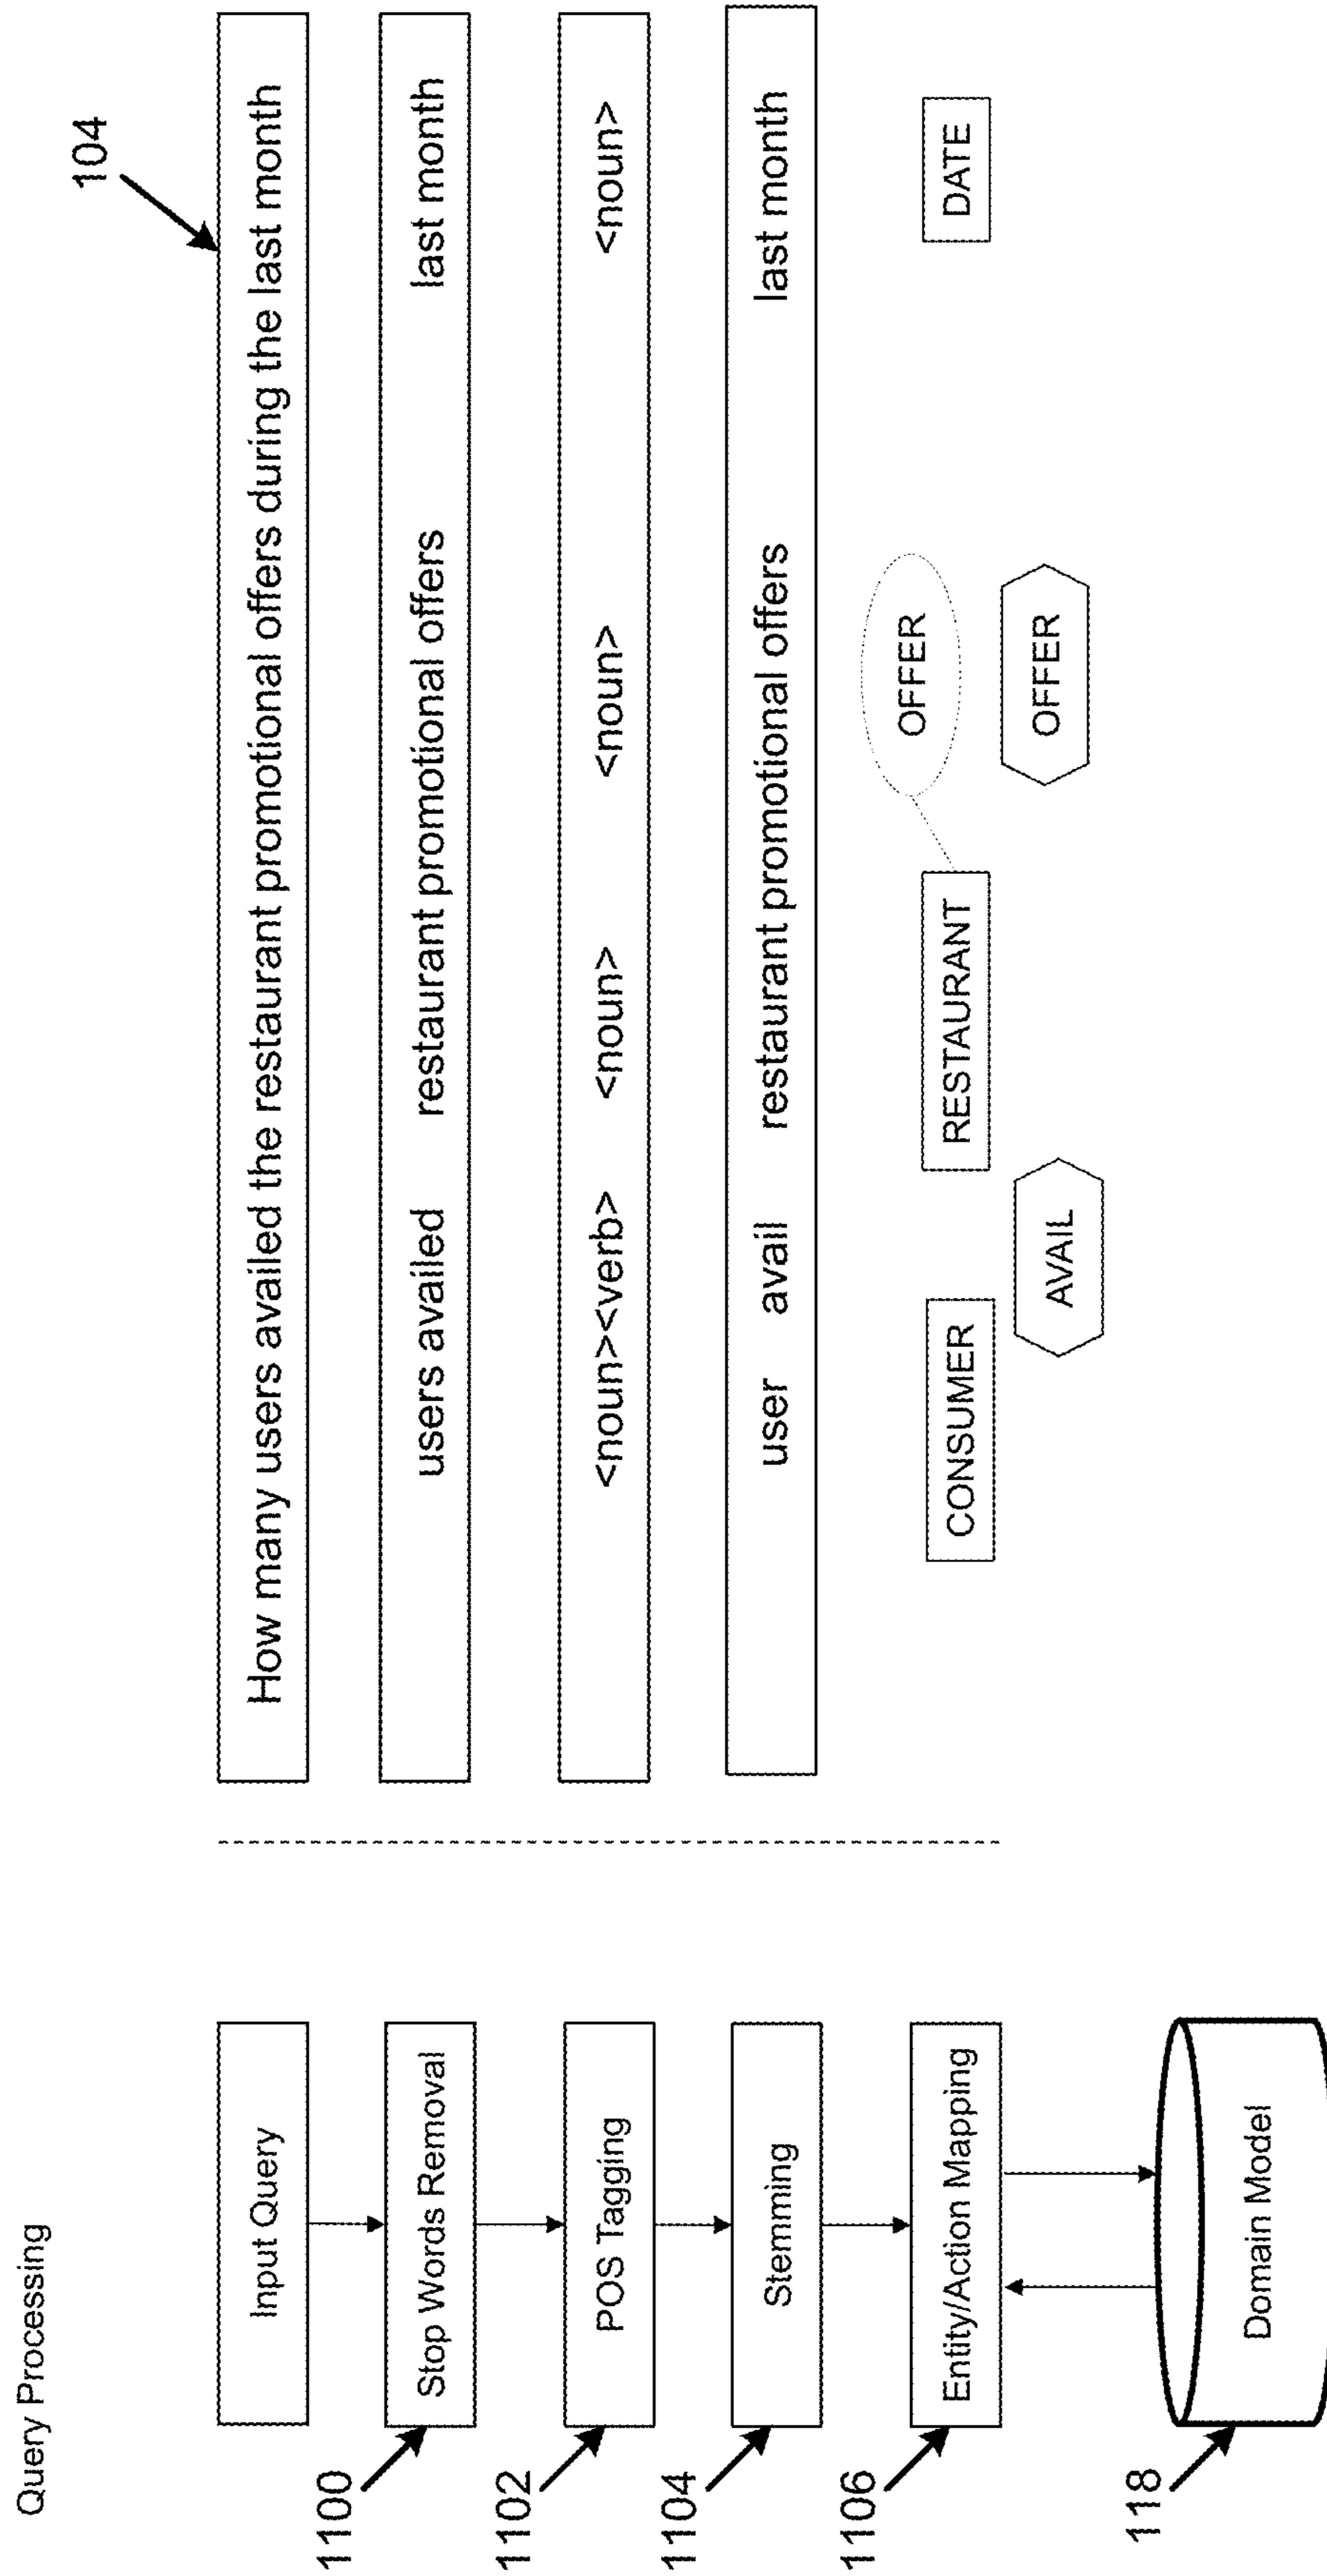 Query Processing
104
Input Query
How many users availed the restaurant promotional offers during the last month
1100
Stop Words Removal
users availed restaurant promotional offers last month
1102
POS Tagging
<noun><verb> <noun> <noun> <noun>
1104
Stemming
user avail restaurant promotional offers last month
1106
Entity/Action Mapping
CONSUMER
AVAIL
RESTAURANT
OFFER
OFFER
DATE
118
Domain Model